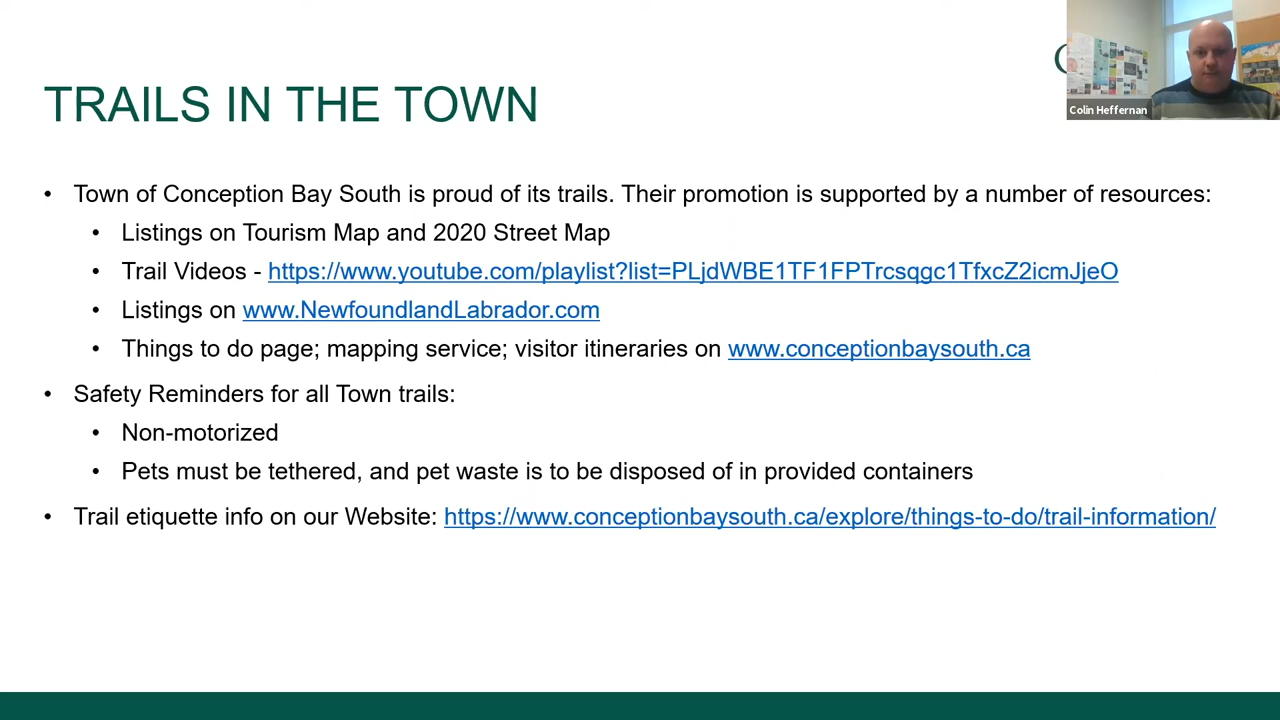 TRAILS IN THE TOWN
Colin Heffernan
• Town of Conception Bay South is proud of its trails. Their promotion is supported by a number of resources:
• Listings on Tourism Map and 2020 Street Map
• Trail Videos - https://www.youtube.com/playlist?list=PLjdWBE1TF1FPTrcsqgc1TfxcZ2icmJjeO
• Listings on www.NewfoundlandLabrador.com
• Things to do page; mapping service; visitor itineraries on www.conceptionbaysouth.ca
• Safety Reminders for all Town trails:
• Non-motorized
• Pets must be tethered, and pet waste is to be disposed of in provided containers
• Trail etiquette info on our Website: https://www.conceptionbaysouth.ca/explore/things-to-do/trail-information/